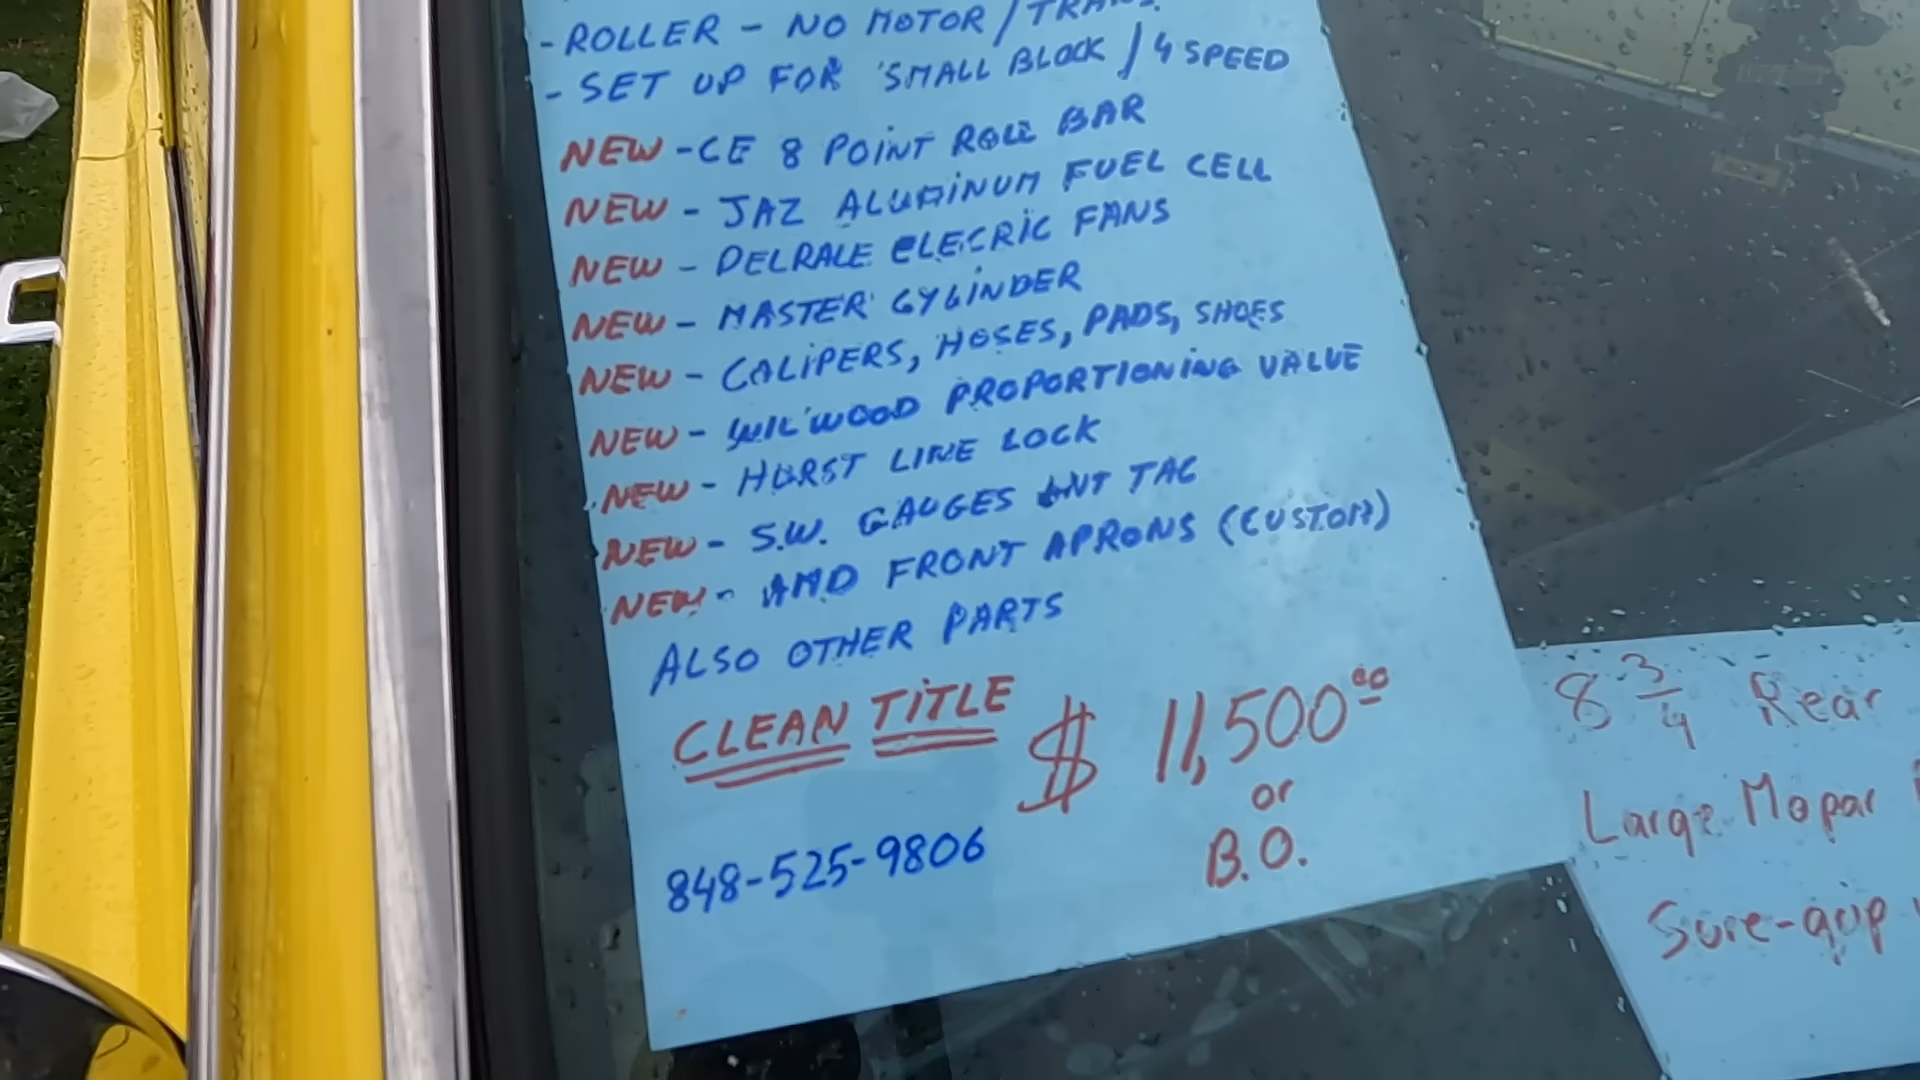 - ROLLER - NO MOTOR / TRANS.
- SET UP FOR SMALL BLOCK / 4 SPEED
NEW - CE 8 POINT ROLL BAR
NEW - JAZ ALUMINUM FUEL CELL
NEW - DELRALE ELECRIC FANS
NEW - MASTER CYLINDER
NEW - CALIPERS, HOSES, PADS, SHOES
NEW - WILWOOD PROPORTIONING VALUE
NEW - HURST LINE LOCK
NEW - S.W. GAUGES ANT TAC
NEW - AMD FRONT APRONS (CUSTOM)
ALSO OTHER PARTS
CLEAN TITLE $ 11,500.00
or
B.O.
848-525-9806
8 3/4 Rear
Large Mopar
Sure-grip